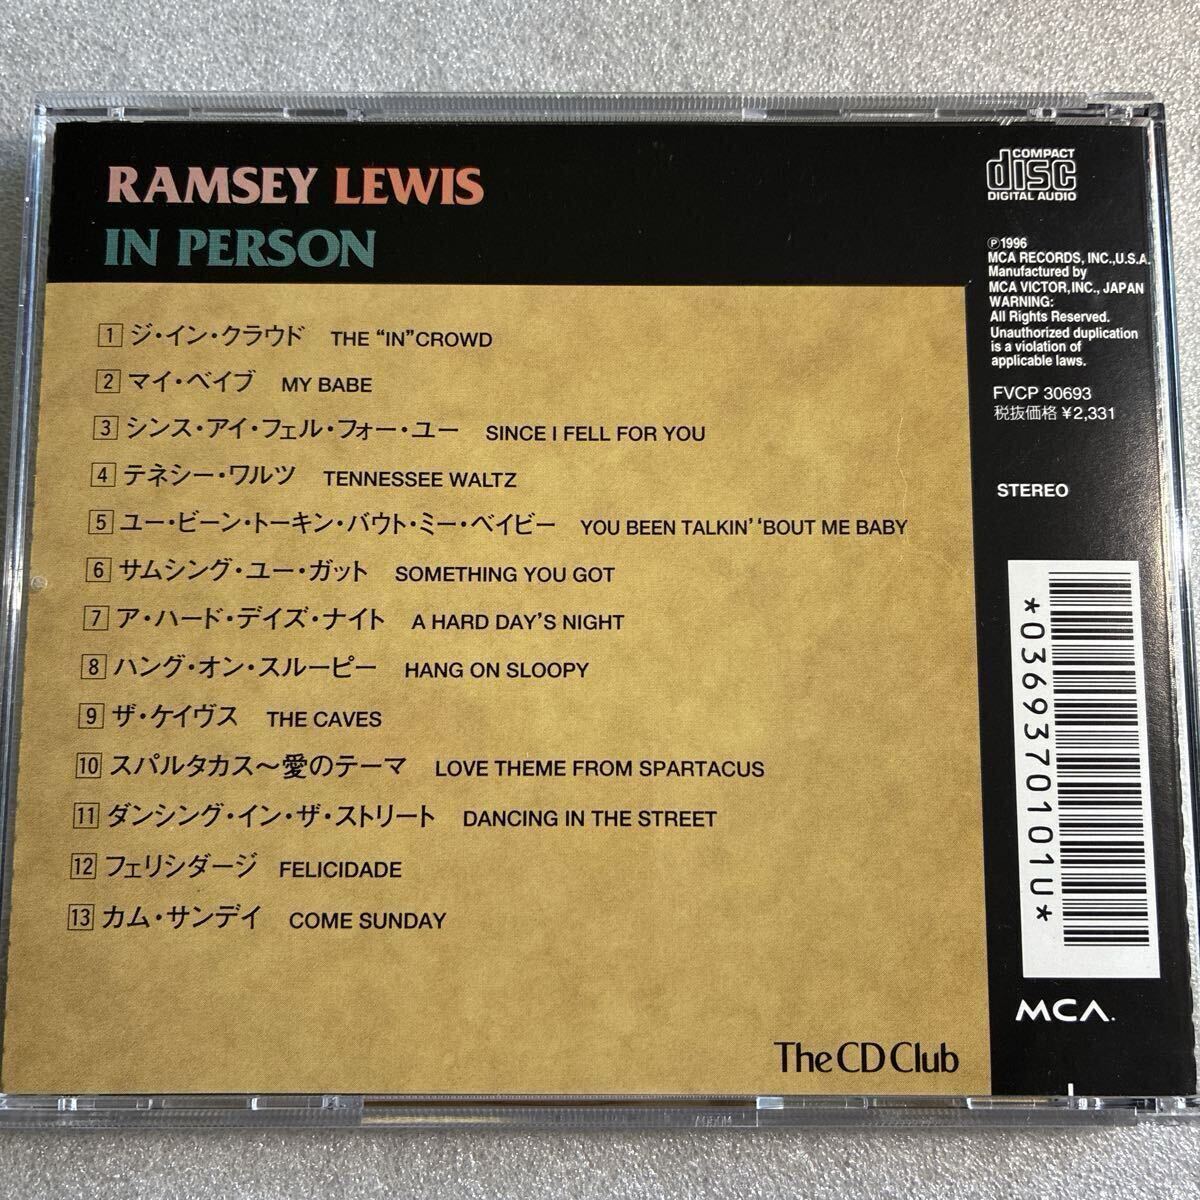 RAMSEY LEWIS
IN PERSON
1 ジ・イン・クラウド THE “IN”CROWD
2 マイ・ベイブ MY BABE
3 シンス・アイ・フェル・フォー・ユー SINCE I FELL FOR YOU
4 テネシー・ワルツ TENNESSEE WALTZ
5 ユー・ビーン・トーキン・バウト・ミー・ベイビー YOU BEEN TALKIN’ ‘BOUT ME BABY
6 サムシング・ユー・ガット SOMETHING YOU GOT
7 ア・ハード・デイズ・ナイト A HARD DAY’S NIGHT
8 ハング・オン・スルーピー HANG ON SLOOPY
9 ザ・ケイヴス THE CAVES
10 スパルタカス〜愛のテーマ LOVE THEME FROM SPARTACUS
11 ダンシング・イン・ザ・ストリート DANCING IN THE STREET
12 フェリシダージ FELICIDADE
13 カム・サンデイ COME SUNDAY
The CD Club
COMPACT
disc
DIGITAL AUDIO
℗1996
MCA RECORDS, INC.,U.S.A.
Manufactured by
MCA VICTOR,INC., JAPAN
WARNING:
All Rights Reserved.
Unauthorized duplication
is a violation of
applicable laws.
FVCP 30693
税抜価格 ¥2,331
STEREO
*0369370101U*
MCA.